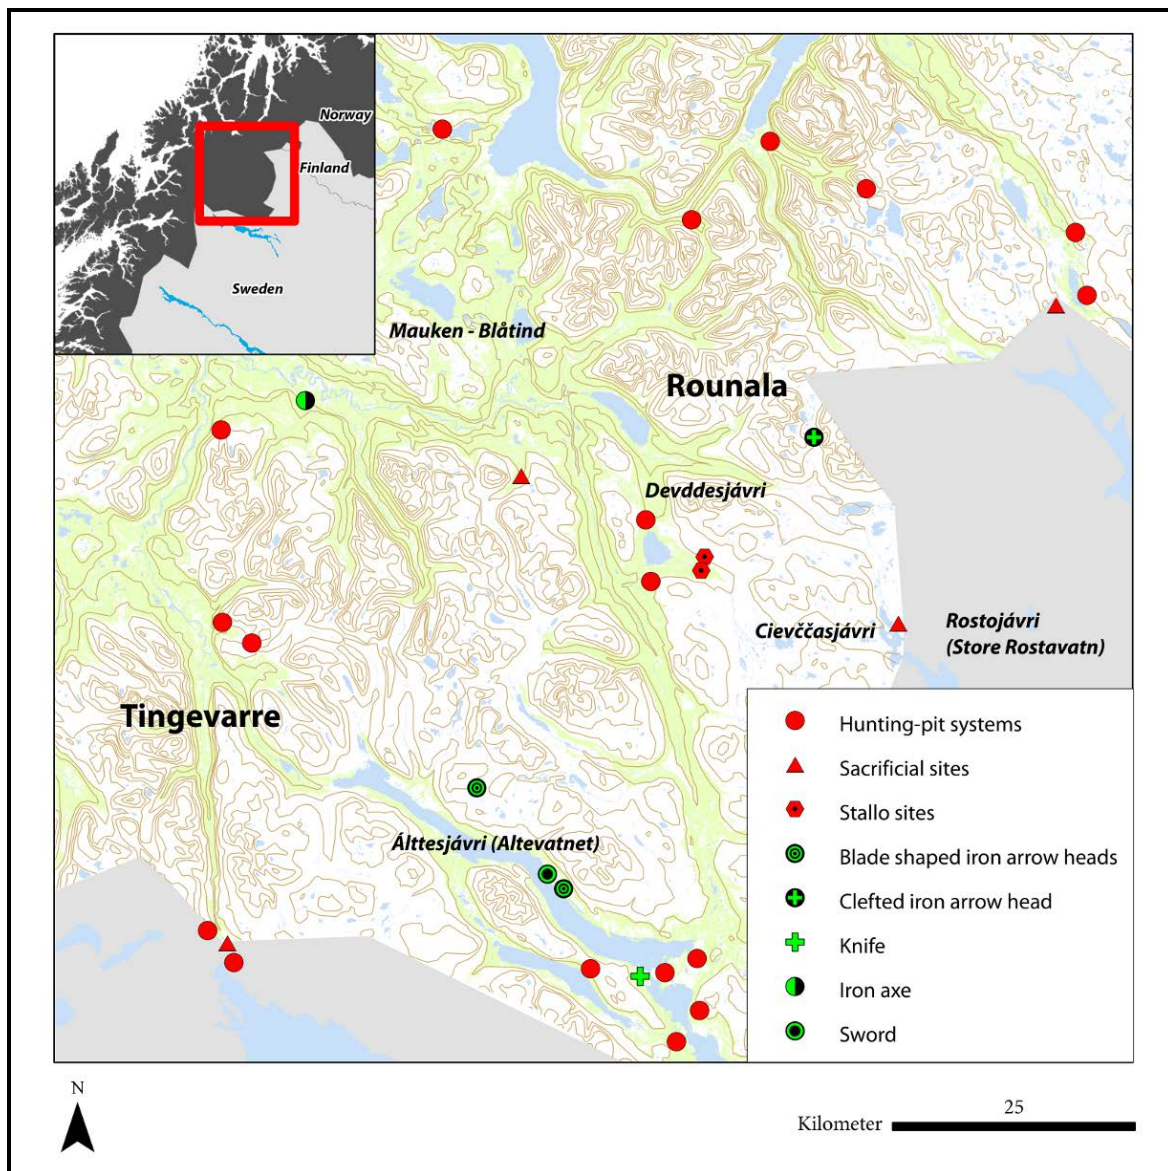 Norway
Finland
Sweden
Mauken - Blåtind
Rounala
Devddesjávri
Cievččasjávri
Rostojávri
(Store Rostavatn)
Tingevarre
Álttesjávri (Altevatnet)
Hunting-pit systems
Sacrificial sites
Stallo sites
Blade shaped iron arrow heads
Clefted iron arrow head
Knife
Iron axe
Sword
N
25
Kilometer